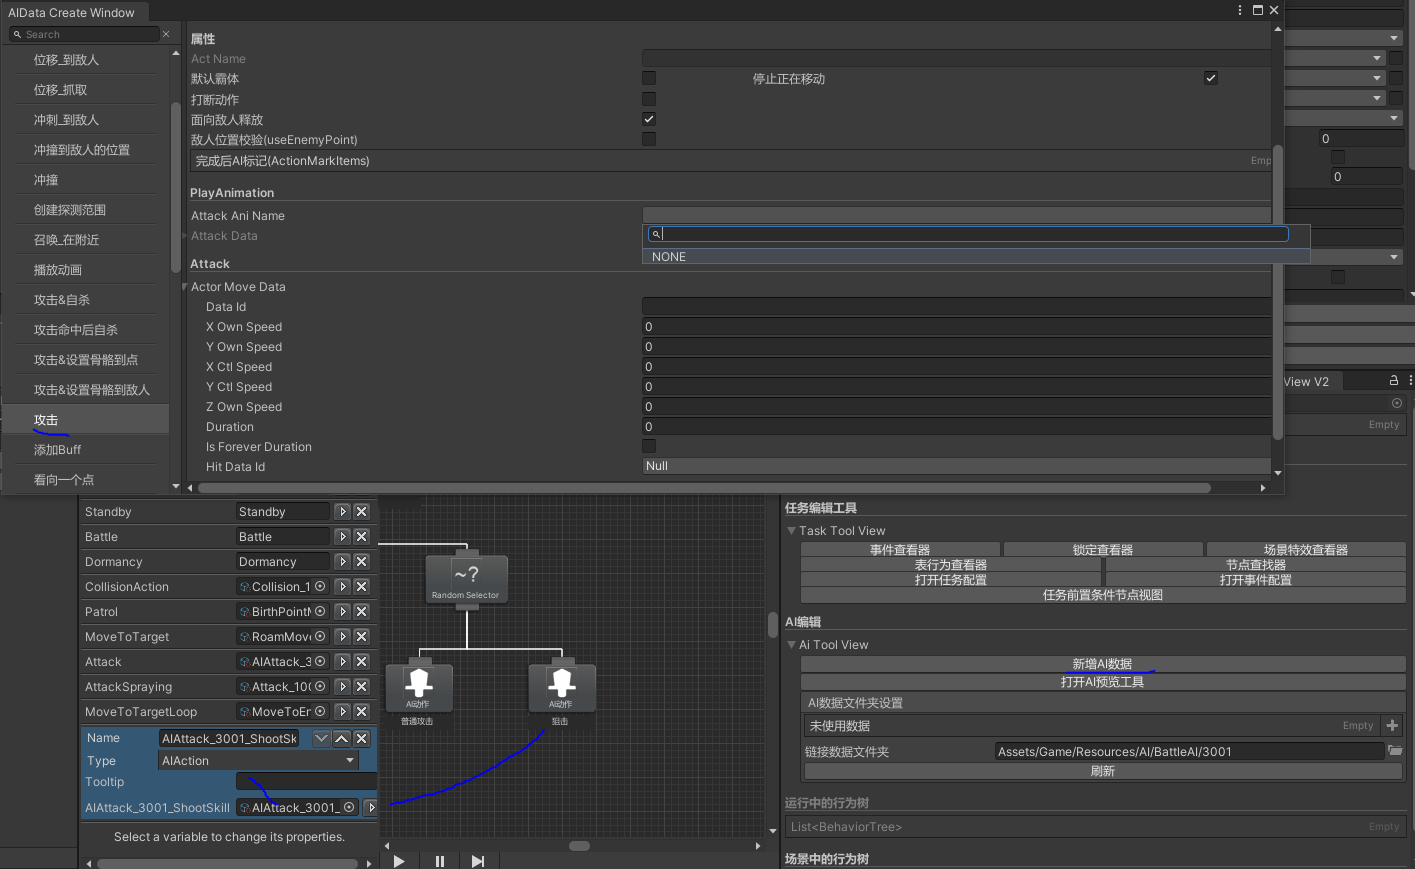 AIData Create Window
Search
位移_到敌人
位移_抓取
冲刺_到敌人
冲撞到敌人的位置
冲撞
创建探测范围
召唤_在附近
播放动画
攻击&自杀
攻击命中后自杀
攻击&设置骨骼到点
攻击&设置骨骼到敌人
攻击
添加Buff
看向一个点
属性
Act Name
默认霸体
停止正在移动
打断动作
面向敌人释放
敌人位置校验(useEnemyPoint)
完成后AI标记(ActionMarkItems)
Emp
PlayAnimation
Attack Ani Name
Attack Data
NONE
Attack
Actor Move Data
Data Id
X Own Speed 0
Y Own Speed 0
X Ctl Speed 0
Y Ctl Speed 0
Z Own Speed 0
Duration 0
Is Forever Duration
Hit Data Id Null
0
0
View V2
Empty
Standby Standby
Battle Battle
Dormancy Dormancy
CollisionAction Collision_1
Patrol BirthPointM
MoveToTarget RoamMove
Attack AIAttack_3
AttackSpraying Attack_100
MoveToTargetLoop MoveToEn
Name AIAttack_3001_ShootSk
Type AIAction
Tooltip
AIAttack_3001_ShootSkill AIAttack_3001_
Select a variable to change its properties.
~?
Random Selector
AI动作
普通攻击
AI动作
狙击
任务编辑工具
Task Tool View
事件查看器 锁定查看器 场景特效查看器
表行为查看器 节点查找器
打开任务配置 打开事件配置
任务前置条件节点视图
AI编辑
Ai Tool View
新增AI数据
打开AI预览工具
AI数据文件夹设置
未使用数据 Empty
链接数据文件夹 Assets/Game/Resources/AI/BattleAI/3001
刷新
运行中的行为树
List<BehaviorTree> Empty
场景中的行为树